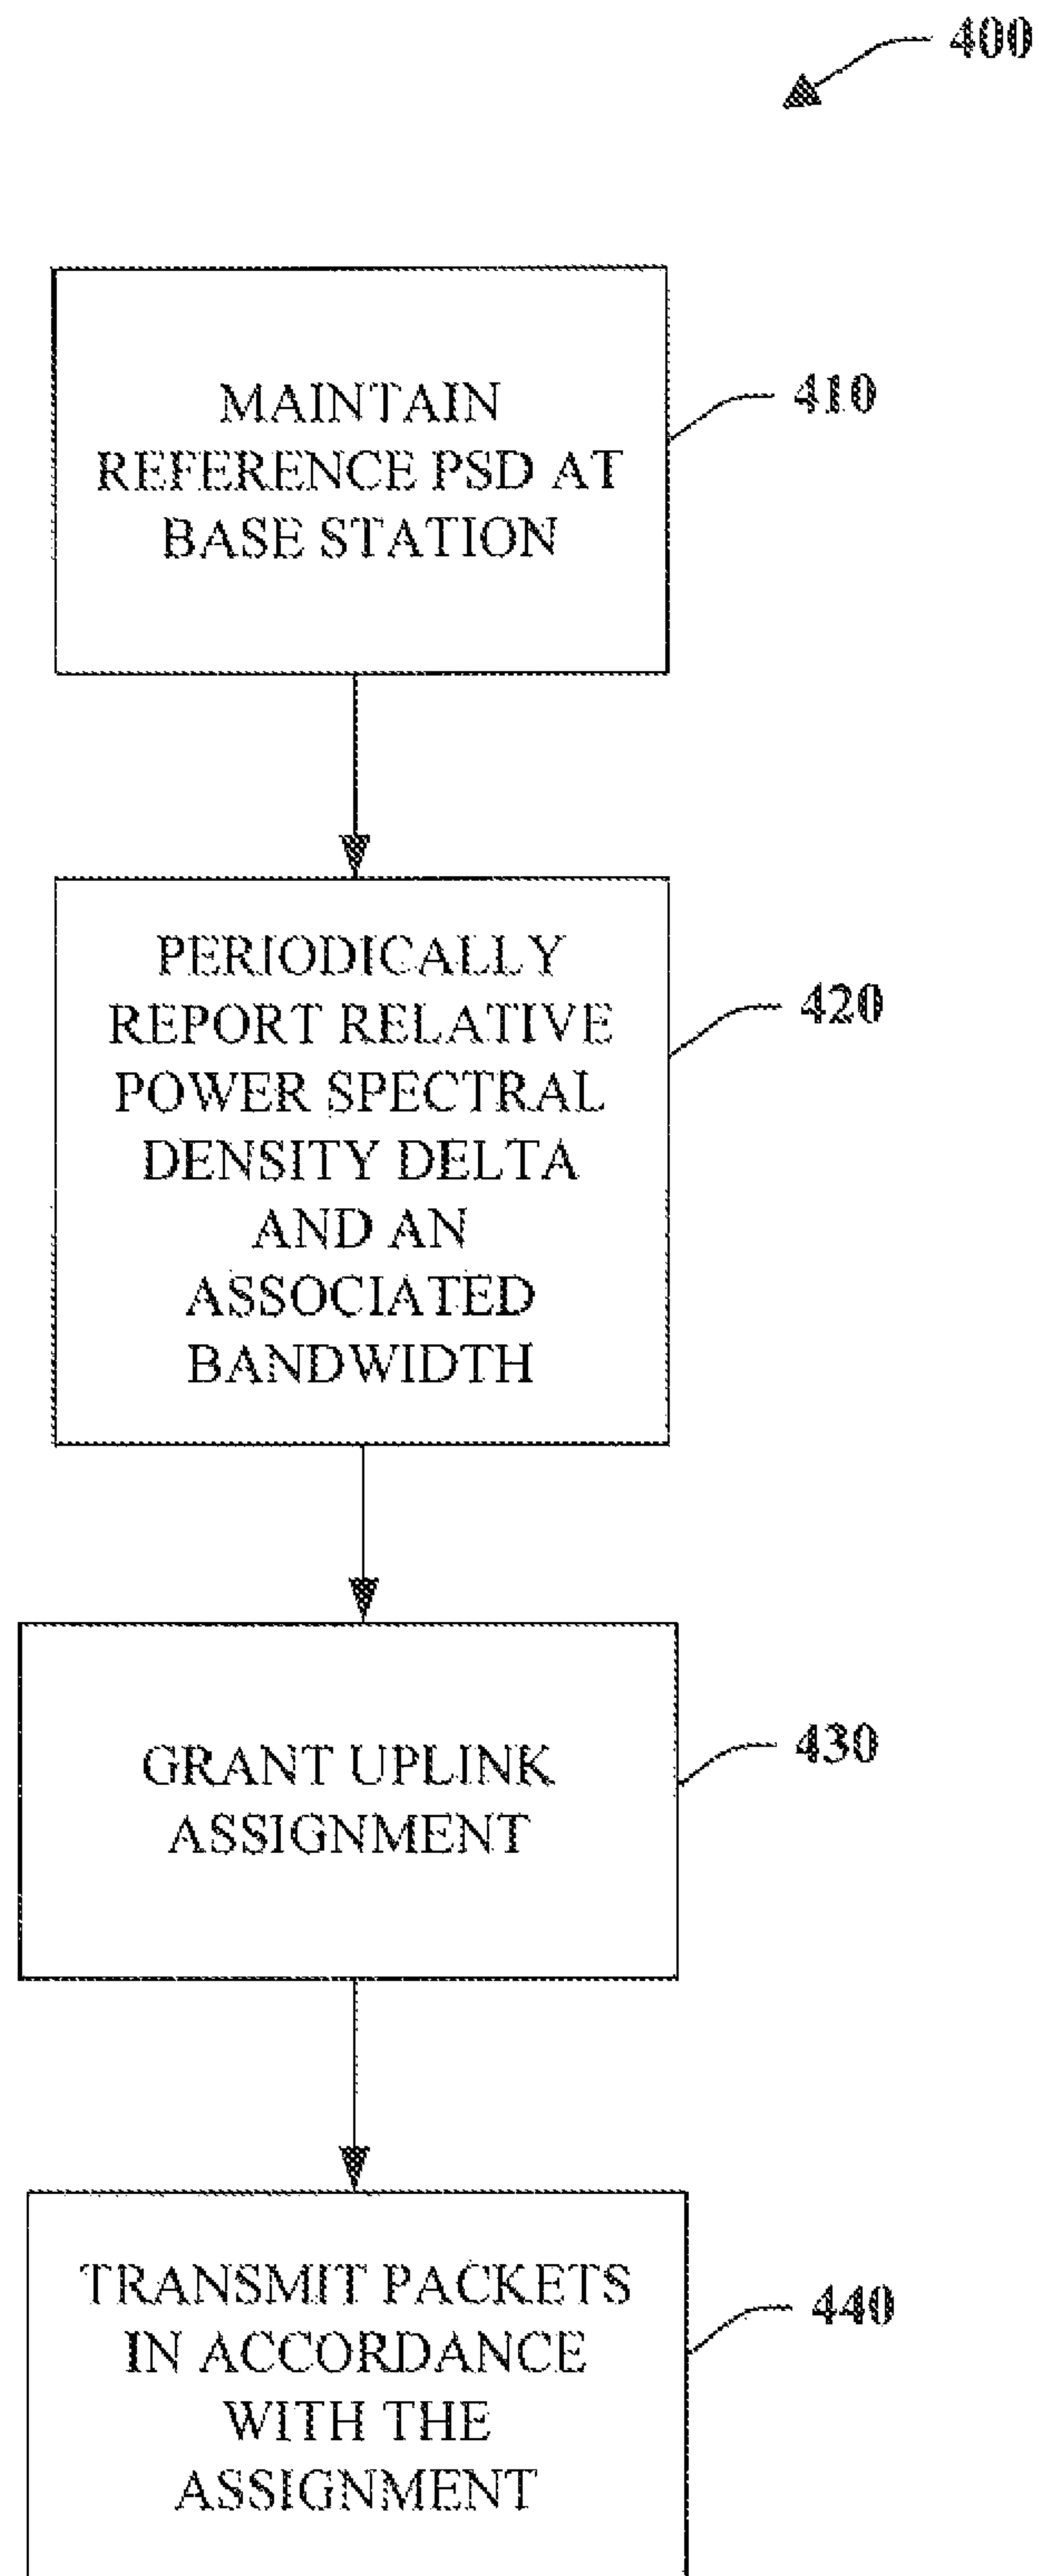 400
MAINTAIN
REFERENCE PSD AT
BASE STATION
410
PERIODICALLY
REPORT RELATIVE
POWER SPECTRAL
DENSITY DELTA
AND AN
ASSOCIATED
BANDWIDTH
420
GRANT UPLINK
ASSIGNMENT
430
TRANSMIT PACKETS
IN ACCORDANCE
WITH THE
ASSIGNMENT
440